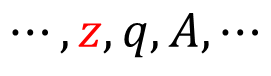 ⋯, z, q, A, ⋯